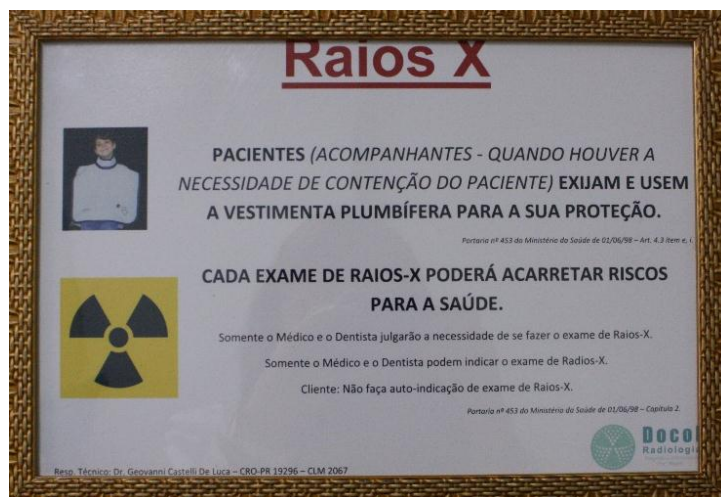 Raios X
PACIENTES (ACOMPANHANTES - QUANDO HOUVER A
NECESSIDADE DE CONTENÇÃO DO PACIENTE) EXIJAM E USEM
A VESTIMENTA PLUMBÍFERA PARA A SUA PROTEÇÃO.
Portaria nº 453 do Ministério da Saúde de 01/06/98 – Art. 4.3 item e, i.
CADA EXAME DE RAIOS-X PODERÁ ACARRETAR RISCOS
PARA A SAÚDE.
Somente o Médico e o Dentista julgarão a necessidade de se fazer o exame de Raios-X.
Somente o Médico e o Dentista podem indicar o exame de Radios-X.
Cliente: Não faça auto-indicação de exame de Raios-X.
Portaria nº 453 do Ministério da Saúde de 01/06/98 – Capítulo 2.
Docol
Radiologia
Resp. Técnico: Dr. Geovanni Castelli De Luca – CRO-PR 19296 – CLM 2067